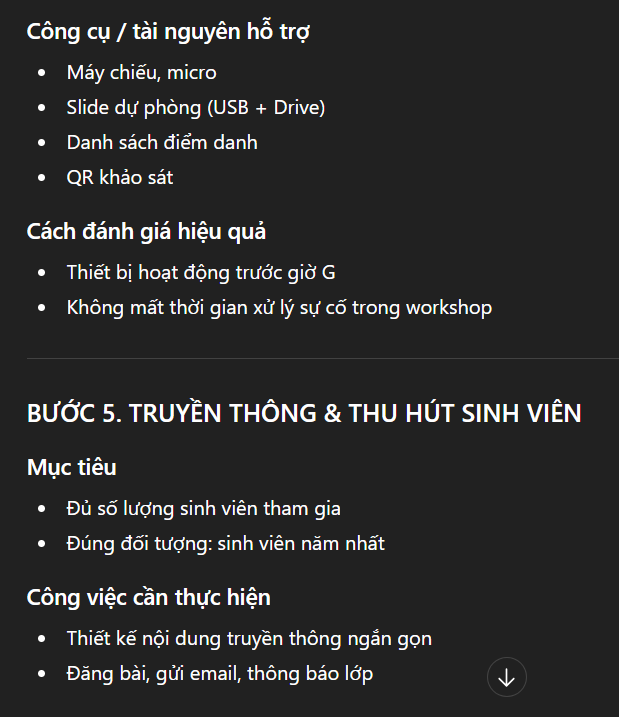 Công cụ / tài nguyên hỗ trợ
Máy chiếu, micro
Slide dự phòng (USB + Drive)
Danh sách điểm danh
QR khảo sát
Cách đánh giá hiệu quả
Thiết bị hoạt động trước giờ G
Không mất thời gian xử lý sự cố trong workshop
BƯỚC 5. TRUYỀN THÔNG & THU HÚT SINH VIÊN
Mục tiêu
Đủ số lượng sinh viên tham gia
Đúng đối tượng: sinh viên năm nhất
Công việc cần thực hiện
Thiết kế nội dung truyền thông ngắn gọn
Đăng bài, gửi email, thông báo lớp